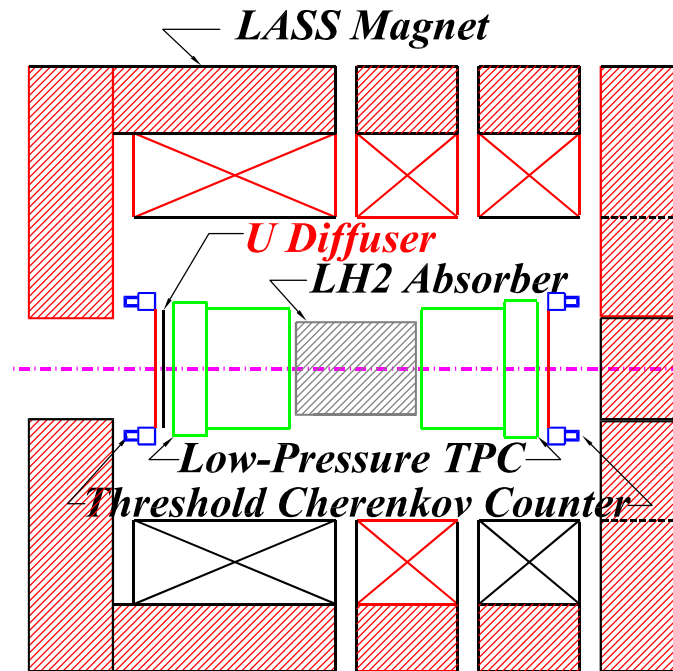 LASS Magnet
U Diffuser
LH2 Absorber
Low-Pressure TPC
Threshold Cherenkov Counter